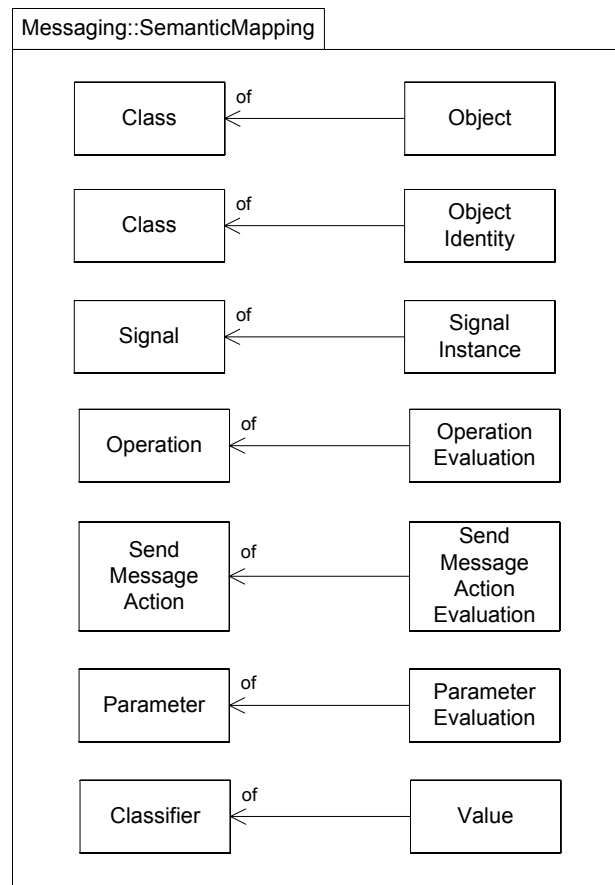 Messaging::SemanticMapping
Class
of
Object
Class
of
Object
Identity
Signal
of
Signal
Instance
Operation
of
Operation
Evaluation
Send
Message
Action
of
Send
Message
Action
Evaluation
Parameter
of
Parameter
Evaluation
Classifier
of
Value